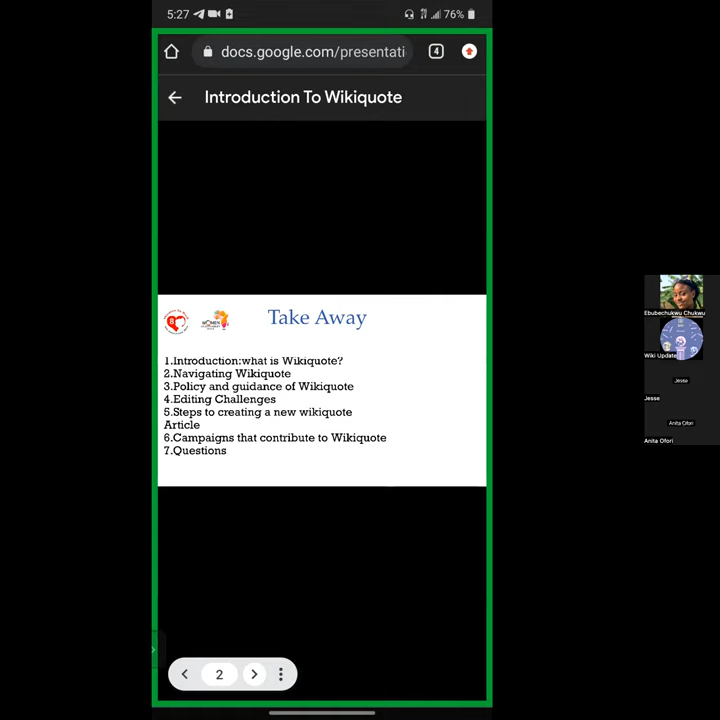 5:27
76%
docs.google.com/presentati
4
Introduction To Wikiquote
Take Away
WOMEN
1.Introduction:what is Wikiquote?
2.Navigating Wikiquote
3.Policy and guidance of Wikiquote
4.Editing Challenges
5.Steps to creating a new wikiquote
Article
6.Campaigns that contribute to Wikiquote
7.Questions
2
Ebubechukwu Chukwu
Wiki Update
Jesse
Jesse
Anita Ofori
Anita Ofori